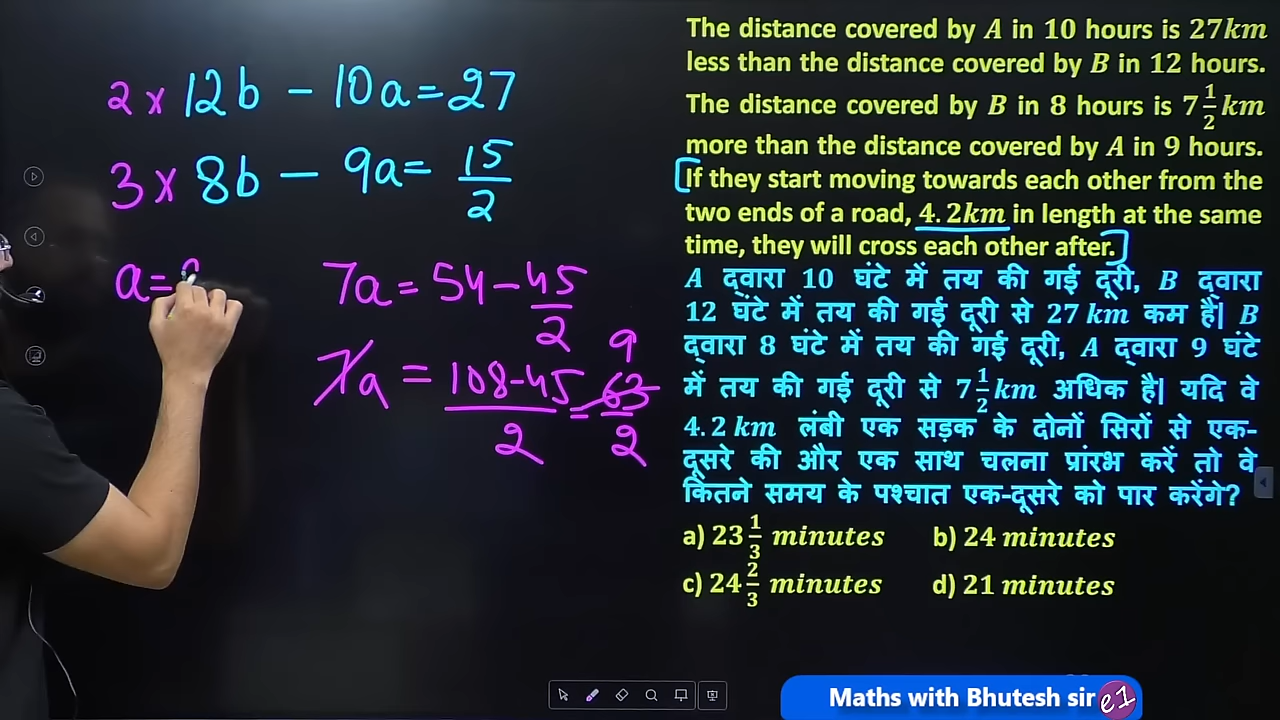 2 × 12b − 10a = 27
3 × 8b − 9a = 15/2
a =
7a = 54 − 45/2
7a = 108-45/2 = 63/2
9
The distance covered by A in 10 hours is 27km
less than the distance covered by B in 12 hours.
The distance covered by B in 8 hours is 7 1/2 km
more than the distance covered by A in 9 hours.
[If they start moving towards each other from the
two ends of a road, 4.2km in length at the same
time, they will cross each other after.]
A द्वारा 10 घंटे में तय की गई दूरी, B द्वारा
12 घंटे में तय की गई दूरी से 27 km कम है| B
द्वारा 8 घंटे में तय की गई दूरी, A द्वारा 9 घंटे
में तय की गई दूरी से 7 1/2 km अधिक है| यदि वे
4.2 km लंबी एक सड़क के दोनों सिरों से एक-
दूसरे की और एक साथ चलना प्रारंभ करें तो वे
कितने समय के पश्चात एक-दूसरे को पार करेंगे?
a) 23 1/3 minutes b) 24 minutes
c) 24 2/3 minutes d) 21 minutes
Maths with Bhutesh sir e1